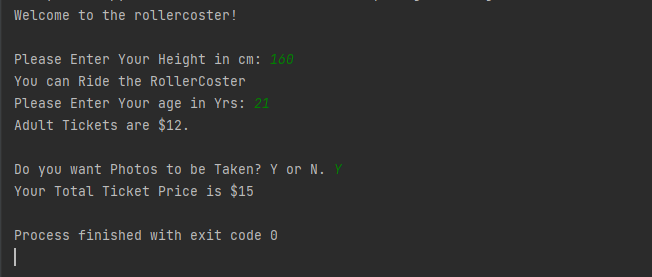 Welcome to the rollercoster!
Please Enter Your Height in cm: 160
You can Ride the RollerCoster
Please Enter Your age in Yrs: 21
Adult Tickets are $12.
Do you want Photos to be Taken? Y or N. Y
Your Total Ticket Price is $15
Process finished with exit code 0